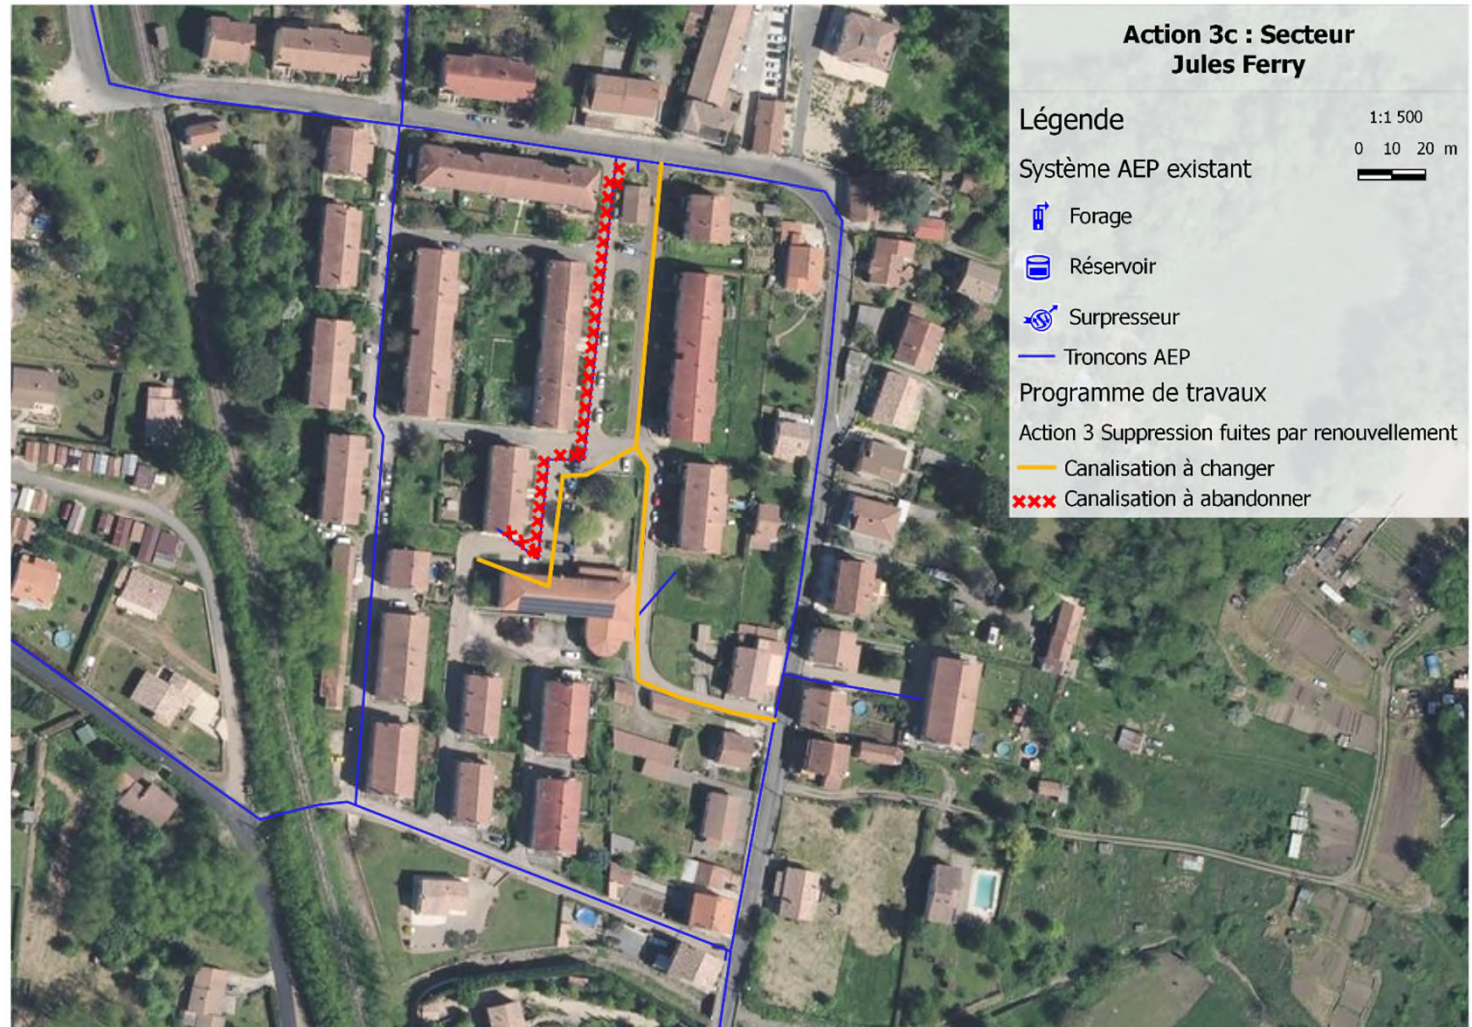 Action 3c : Secteur
Jules Ferry
Légende
1:1 500
0 10 20 m
Système AEP existant
Forage
Réservoir
Surpresseur
Troncons AEP
Programme de travaux
Action 3 Suppression fuites par renouvellement
Canalisation à changer
Canalisation à abandonner